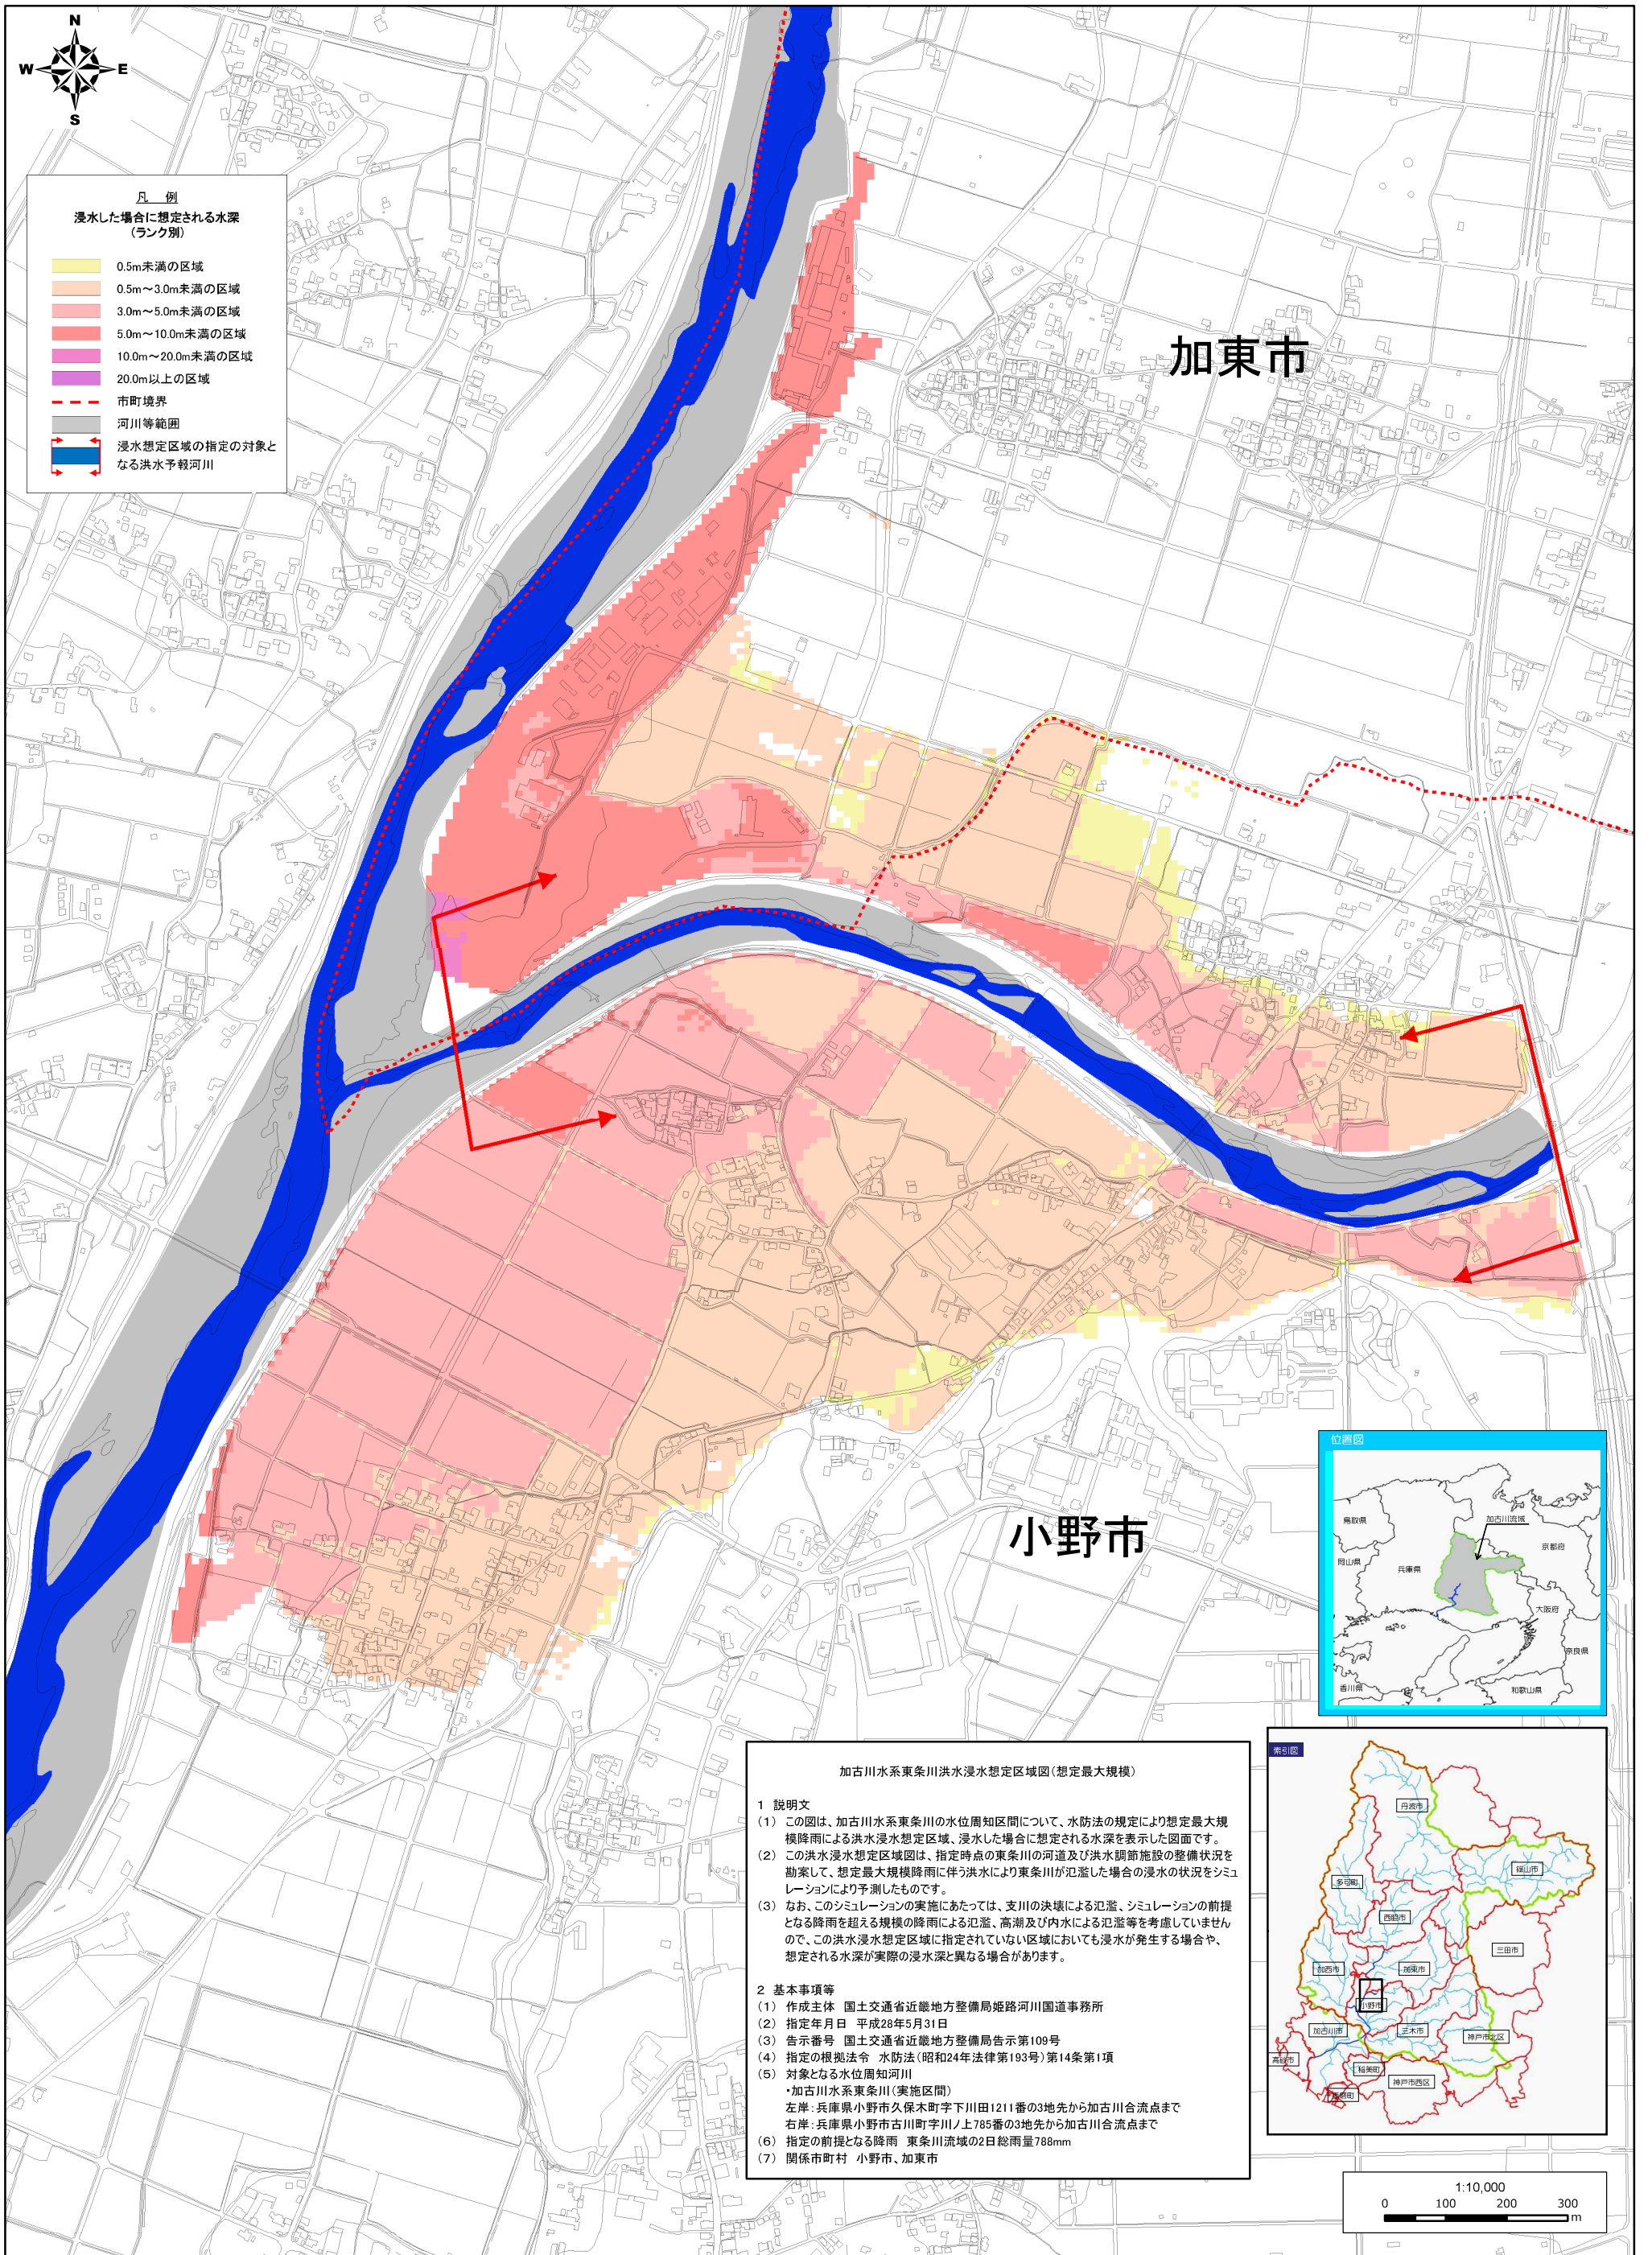 N
W
E
S
凡 例
浸水した場合に想定される水深
(ランク別)
0.5m未満の区域
0.5m～3.0m未満の区域
3.0m～5.0m未満の区域
5.0m～10.0m未満の区域
10.0m～20.0m未満の区域
20.0m以上の区域
市町境界
河川等範囲
浸水想定区域の指定の対象と
なる洪水予報河川
加東市
小野市
位置図
鳥取県
岡山県
兵庫県
加古川流域
京都府
大阪府
奈良県
香川県
和歌山県
加古川水系東条川洪水浸水想定区域図(想定最大規模)
1 説明文
(1) この図は、加古川水系東条川の水位周知区間について、水防法の規定により想定最大規
模降雨による洪水浸水想定区域、浸水した場合に想定される水深を表示した図面です。
(2) この洪水浸水想定区域図は、指定時点の東条川の河道及び洪水調節施設の整備状況を
勘案して、想定最大規模降雨に伴う洪水により東条川が氾濫した場合の浸水の状況をシミュ
レーションにより予測したものです。
(3) なお、このシミュレーションの実施にあたっては、支川の決壊による氾濫、シミュレーションの前提
となる降雨を超える規模の降雨による氾濫、高潮及び内水による氾濫等を考慮していません
ので、この洪水浸水想定区域に指定されていない区域においても浸水が発生する場合や、
想定される水深が実際の浸水深と異なる場合があります。
2 基本事項等
(1) 作成主体 国土交通省近畿地方整備局姫路河川国道事務所
(2) 指定年月日 平成28年5月31日
(3) 告示番号 国土交通省近畿地方整備局告示第109号
(4) 指定の根拠法令 水防法(昭和24年法律第193号)第14条第1項
(5) 対象となる水位周知河川
・加古川水系東条川(実施区間)
左岸:兵庫県小野市久保木町字下川田1211番の3地先から加古川合流点まで
右岸:兵庫県小野市古川町字川ノ上785番の3地先から加古川合流点まで
(6) 指定の前提となる降雨 東条川流域の2日総雨量788mm
(7) 関係市町村 小野市、加東市
索引図
丹波市
篠山市
多可町
西脇市
三田市
加西市
加東市
小野市
加古川市
三木市
神戸市北区
高砂市
稲美町
神戸市西区
1:10,000
0 100 200 300
m